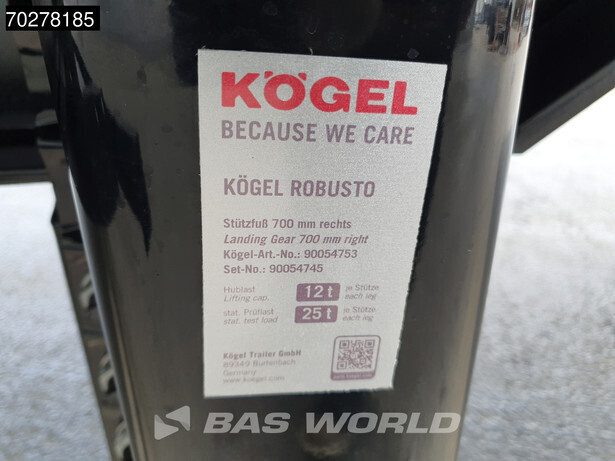 70278185
KÖGEL
BECAUSE WE CARE
KÖGEL ROBUSTO
Stützfuß 700 mm rechts
Landing Gear 700 mm right
Kögel-Art.-No.: 90054753
Set-No.: 90054745
Hublast 12 t je Stütze
Lifting cap. each leg
stat. Prüflast 25 t je Stütze
stat. test load each leg
Kögel Trailer GmbH
89349 Burtenbach
Germany
www.koegel.com
BAS WORLD